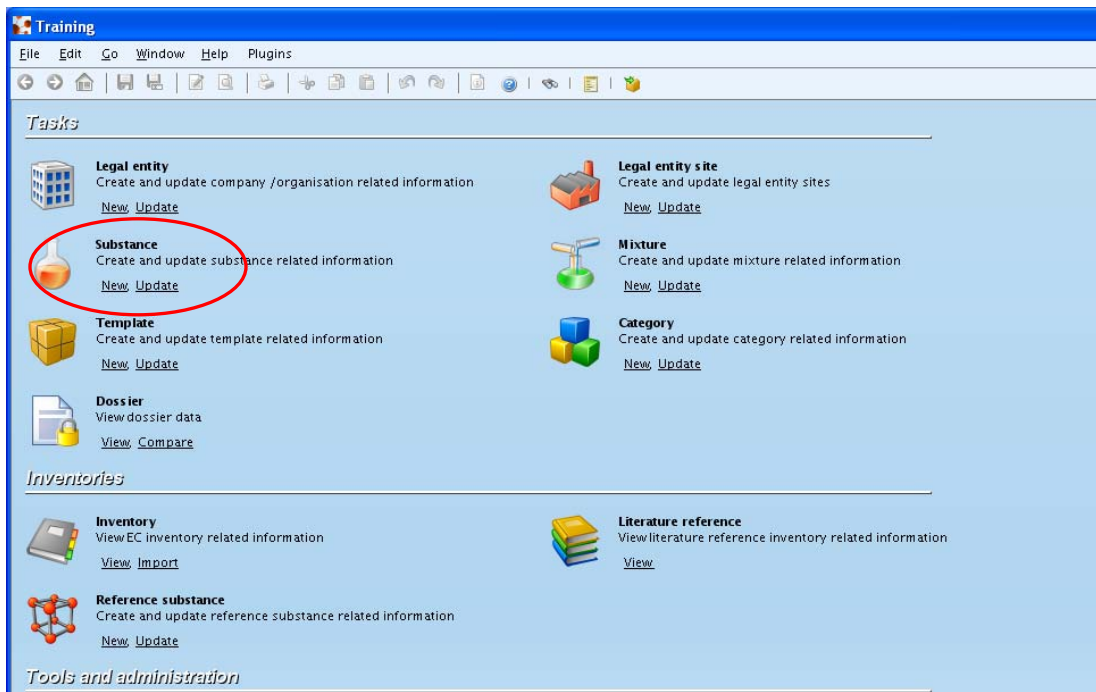 Training
File Edit Go Window Help Plugins
Tasks
Legal entity
Create and update company /organisation related information
New, Update
Legal entity site
Create and update legal entity sites
New, Update
Substance
Create and update substance related information
New, Update
Mixture
Create and update mixture related information
New, Update
Template
Create and update template related information
New, Update
Category
Create and update category related information
New, Update
Dossier
View dossier data
View, Compare
Inventories
Inventory
View EC inventory related information
View, Import
Literature reference
View literature reference inventory related information
View
Reference substance
Create and update reference substance related information
New, Update
Tools and administration